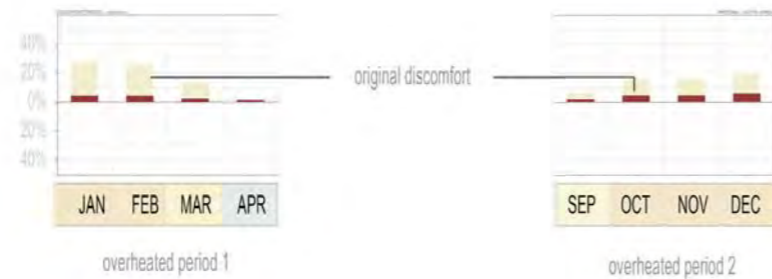 40%
20%
0%
20%
40%
original discomfort
JAN FEB MAR APR
SEP OCT NOV DEC
overheated period 1
overheated period 2